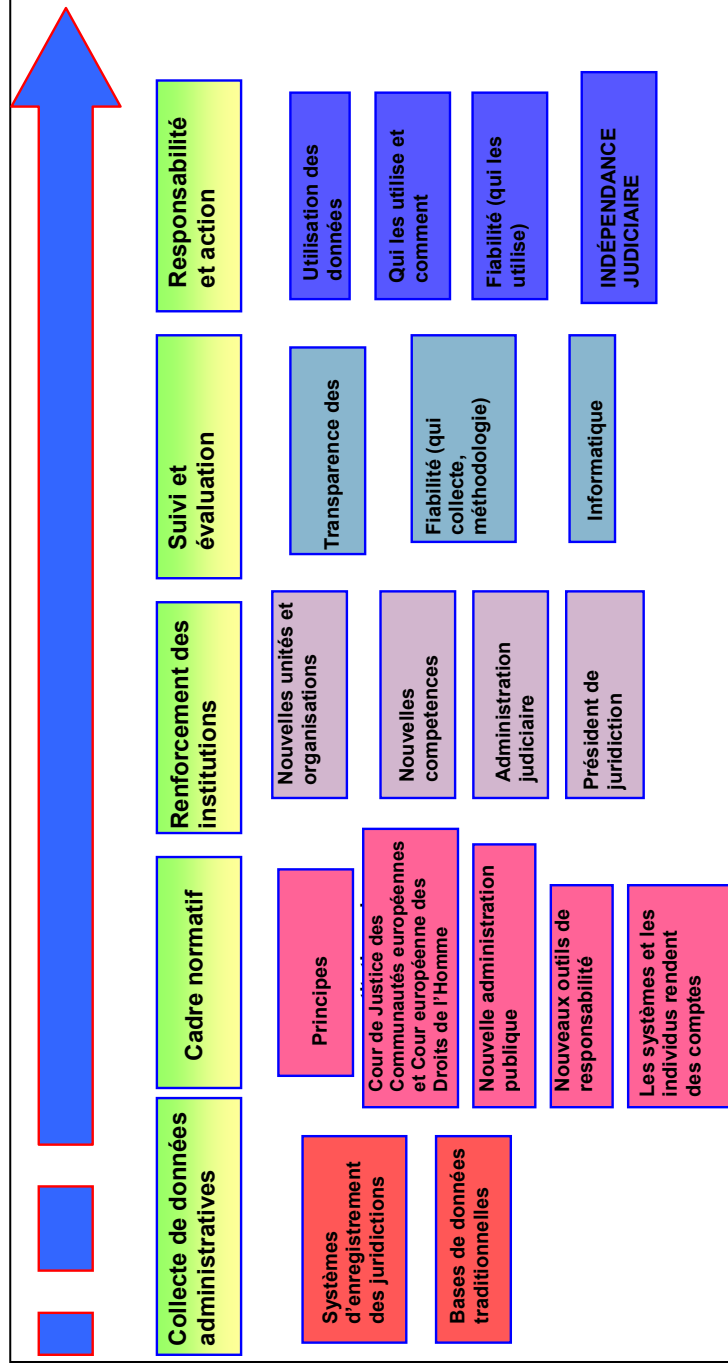 Collecte de données
administratives
Systèmes
d'enregistrement
des juridictions
Bases de données
traditionnelles
Cadre normatif
Principes
Cour de Justice des
Communautés européennes
et Cour européenne des
Droits de l'Homme
Nouvelle administration
publique
Nouveaux outils de
responsabilité
Les systèmes et les
individus rendent
des comptes
Renforcement des
institutions
Nouvelles unités et
organisations
Nouvelles
competences
Administration
judiciaire
Président de
juridiction
Suivi et
évaluation
Transparence des
Fiabilité (qui
collecte,
méthodologie)
Informatique
Responsabilité
et action
Utilisation des
données
Qui les utilise et
comment
Fiabilité (qui les
utilise)
INDÉPENDANCE
JUDICIAIRE